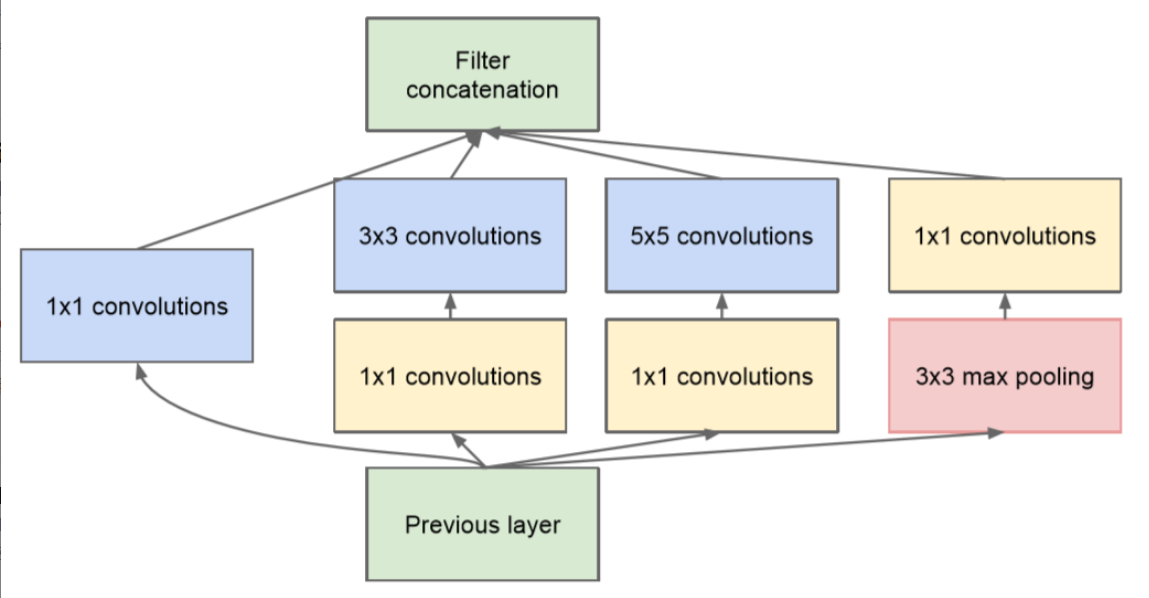 Filter
concatenation
3x3 convolutions
5x5 convolutions
1x1 convolutions
1x1 convolutions
1x1 convolutions
1x1 convolutions
3x3 max pooling
Previous layer